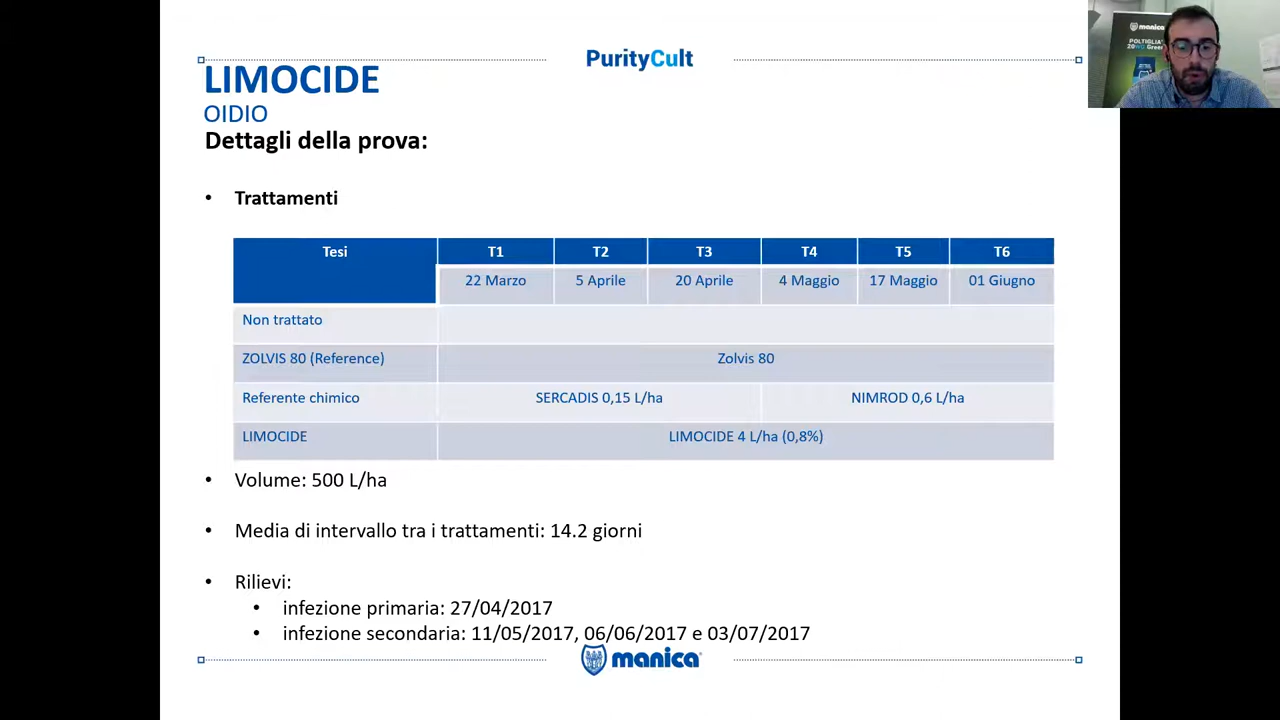 PurityCult
LIMOCIDE
OIDIO
Dettagli della prova:
• Trattamenti
Tesi T1 T2 T3 T4 T5 T6
22 Marzo 5 Aprile 20 Aprile 4 Maggio 17 Maggio 01 Giugno
Non trattato
ZOLVIS 80 (Reference) Zolvis 80
Referente chimico SERCADIS 0,15 L/ha NIMROD 0,6 L/ha
LIMOCIDE LIMOCIDE 4 L/ha (0,8%)
• Volume: 500 L/ha
• Media di intervallo tra i trattamenti: 14.2 giorni
• Rilievi:
• infezione primaria: 27/04/2017
• infezione secondaria: 11/05/2017, 06/06/2017 e 03/07/2017
manica
manica
POLTIGLIA